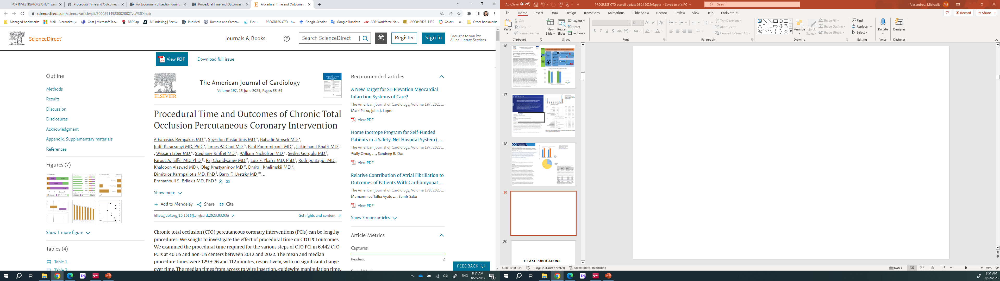 FOR INVESTIGATORS ONLY | pro
Procedural Time and Outcomes
Aortocoronary dissection during
Procedural Time and Outcomes
Procedural Time and Outcomes
sciencedirect.com/science/article/pii/S000291492300200X?via%3Dihub
Managed bookmarks
Mail - Alexandrou,...
Chat | Microsoft Tea...
REDCap
3.1 Indexing | Secti...
PubMed
Burnout and Career...
Flex
PROGRESS-CTO - h...
Google Scholar
Google Translate
ADP Workforce No...
JACC042623-1430
Colors
»
Other bookmarks
ScienceDirect
Journals & Books
Search ScienceDirect
Register
Sign in
Brought to you by:
Allina Library Services
View PDF
Download full issue
Outline
Methods
Results
Discussion
Disclosures
Acknowledgment
Appendix. Supplementary materials
References
Figures (7)
Show 1 more figure
Tables (4)
Table 1
Table 2
ELSEVIER
The American Journal of Cardiology
Volume 197, 15 June 2023, Pages 55-64
Procedural Time and Outcomes of Chronic Total
Occlusion Percutaneous Coronary Intervention
Athanasios Rempakos MD a, Spyridon Kostantinis MD a, Bahadir Simsek MD a,
Judit Karacsonyi MD, PhD a, James W. Choi MD b, Paul Poommipanit MD c, Jaikirshan J Khatri MD d
, Wissam Jaber MD e, Stephane Rinfret MD e, William Nicholson MD e, Sevket Gorgulu MD f,
Farouc A. Jaffer MD, PhD g, Raj Chandwaney MD h, Luiz F. Ybarra MD, PhD i, Rodrigo Bagur MD i,
Khaldoon Alaswad MD j, Oleg Krestyaninov MD k, Dmitrii Khelimskii MD k,
Dimitrios Karmpaliotis MD, PhD l, Barry F. Uretsky MD m ...
Emmanouil S. Brilakis MD, PhD a
Show more
Add to Mendeley
Share
Cite
https://doi.org/10.1016/j.amjcard.2023.03.036
Get rights and content
Chronic total occlusion (CTO) percutaneous coronary interventions (PCIs) can be lengthy
procedures. We sought to investigate the effect of procedural time on CTO PCI outcomes.
We examined the procedural time required for the various steps of CTO PCI in 6,442 CTO
PCIs at 40 US and non-US centers between 2012 and 2022. The mean and median
procedure times were 129 ± 76 and 112 minutes, respectively, with no significant change
over time. The median times from access to wire insertion, guidewire manipulation time,
Recommended articles
A New Target for ST-Elevation Myocardial
Infarction Systems of Care?
The American Journal of Cardiology, Volume 197, 2023...
Mark Pelka, John J. Lopez
View PDF
Home Inotrope Program for Self-Funded
Patients in a Safety-Net Hospital System (...
The American Journal of Cardiology, Volume 197, 2023...
Wally Omar, ..., Sandeep R. Das
View PDF
Relative Contribution of Atrial Fibrillation to
Outcomes of Patients With Cardiomyopat...
The American Journal of Cardiology, Volume 198, 2023...
Mumammad Talha Ayub, ..., Samir Saba
View PDF
Show 3 more articles
Article Metrics
Captures
Readers:
2
FEEDBACK
ENG
8:51 AM
8/22/2023
AutoSave
Off
PROGRESS CTO overall update 08 21 2023v2.pptx • Saved to this PC
Search
Alexandrou, Michaella
AM
File
Home
Insert
Draw
Design
Transitions
Animations
Slide Show
Record
Review
View
Help
EndNote X9
Record
Share
Paste
Cut
Copy
Format Painter
Clipboard
New
Slide
Reuse
Slides
Layout
Reset
Section
Slides
12
Font
Text Direction
Align Text
Convert to SmartArt
Paragraph
Arrange
Quick
Styles
Shape Fill
Shape Outline
Shape Effects
Drawing
Find
Replace
Select
Editing
Dictate
Voice
Designer
Designer
16
17
18
CCI
19
20
F. PAST PUBLICATIONS
Slide 19 of 124
English (United States)
Accessibility: Investigate
Notes
95%
8:51 AM
8/22/2023